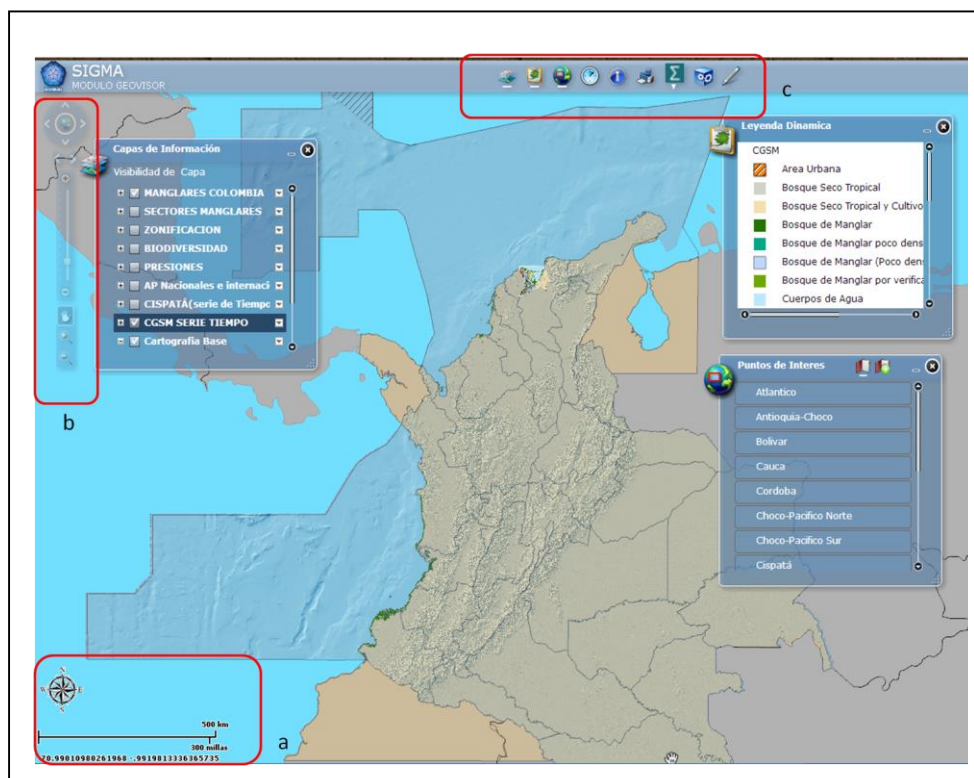 SIGMA
MODULO GEOVISOR
c
Capas de Información
Visibilidad de Capa
MANGLARES COLOMBIA
SECTORES MANGLARES
ZONIFICACION
BIODIVERSIDAD
PRESIONES
AP Nacionales e internaci
CISPATÁ(serie de Tiempo
CGSM SERIE TIEMPO
Cartografia Base
b
Leyenda Dinamica
CGSM
Area Urbana
Bosque Seco Tropical
Bosque Seco Tropical y Cultivo
Bosque de Manglar
Bosque de Manglar poco dens
Bosque de Manglar (Poco den
Bosque de Manglar por verifica
Cuerpos de Agua
Puntos de Interes
Atlantico
Antioquia-Choco
Bolivar
Cauca
Cordoba
Choco-Pacifico Norte
Choco-Pacifico Sur
Cispatá
N
W E
S
500 km
300 millas
a